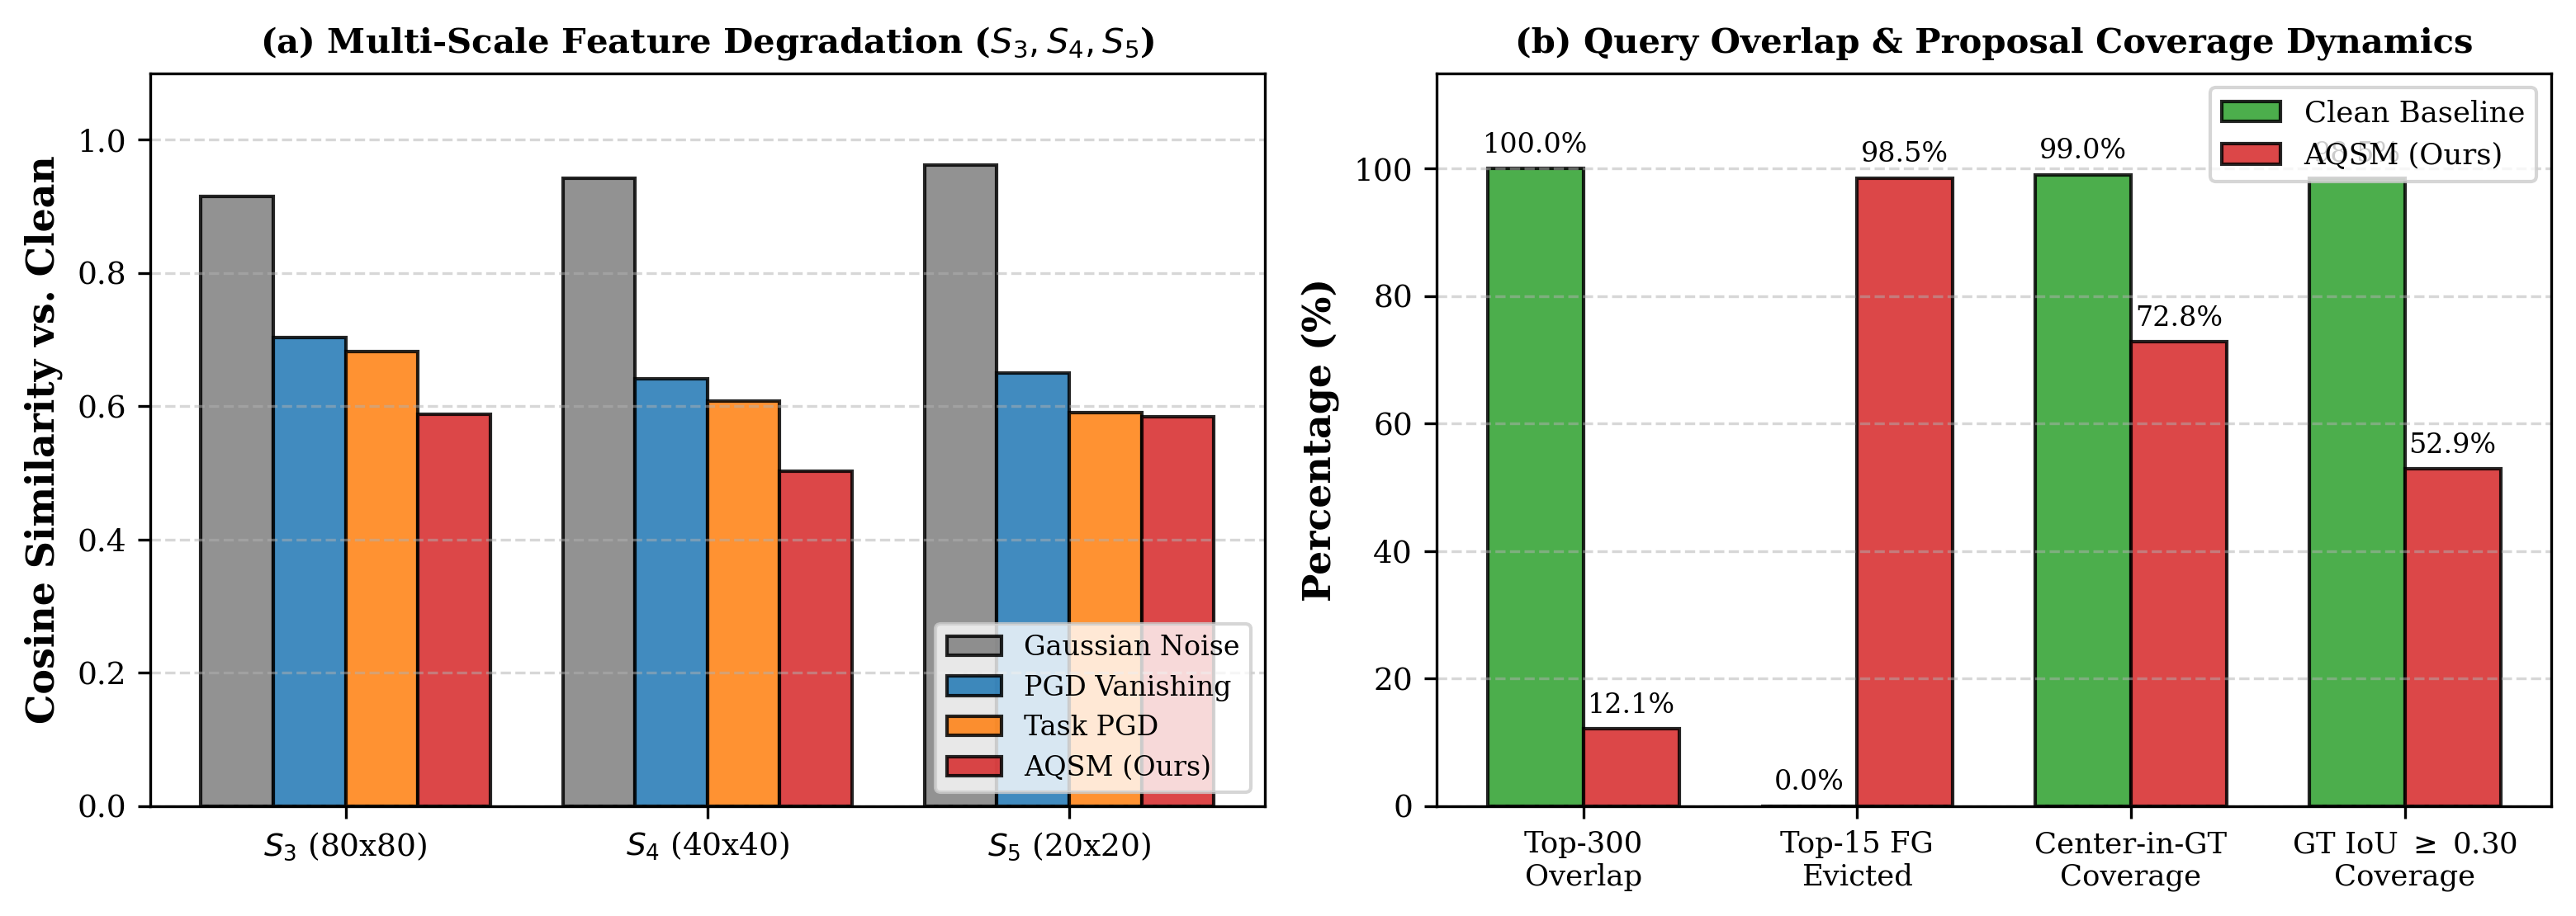 (a) Multi-Scale Feature Degradation (S₃, S₄, S₅)
Cosine Similarity vs. Clean
1.0
0.8
0.6
0.4
0.2
0.0
S₃ (80x80)
S₄ (40x40)
S₅ (20x20)
Gaussian Noise
PGD Vanishing
Task PGD
AQSM (Ours)
(b) Query Overlap & Proposal Coverage Dynamics
Percentage (%)
100
80
60
40
20
0
100.0%
12.1%
0.0%
98.5%
99.0%
72.8%
52.9%
Top-300
Overlap
Top-15 FG
Evicted
Center-in-GT
Coverage
GT IoU ≥ 0.30
Coverage
Clean Baseline
AQSM (Ours)